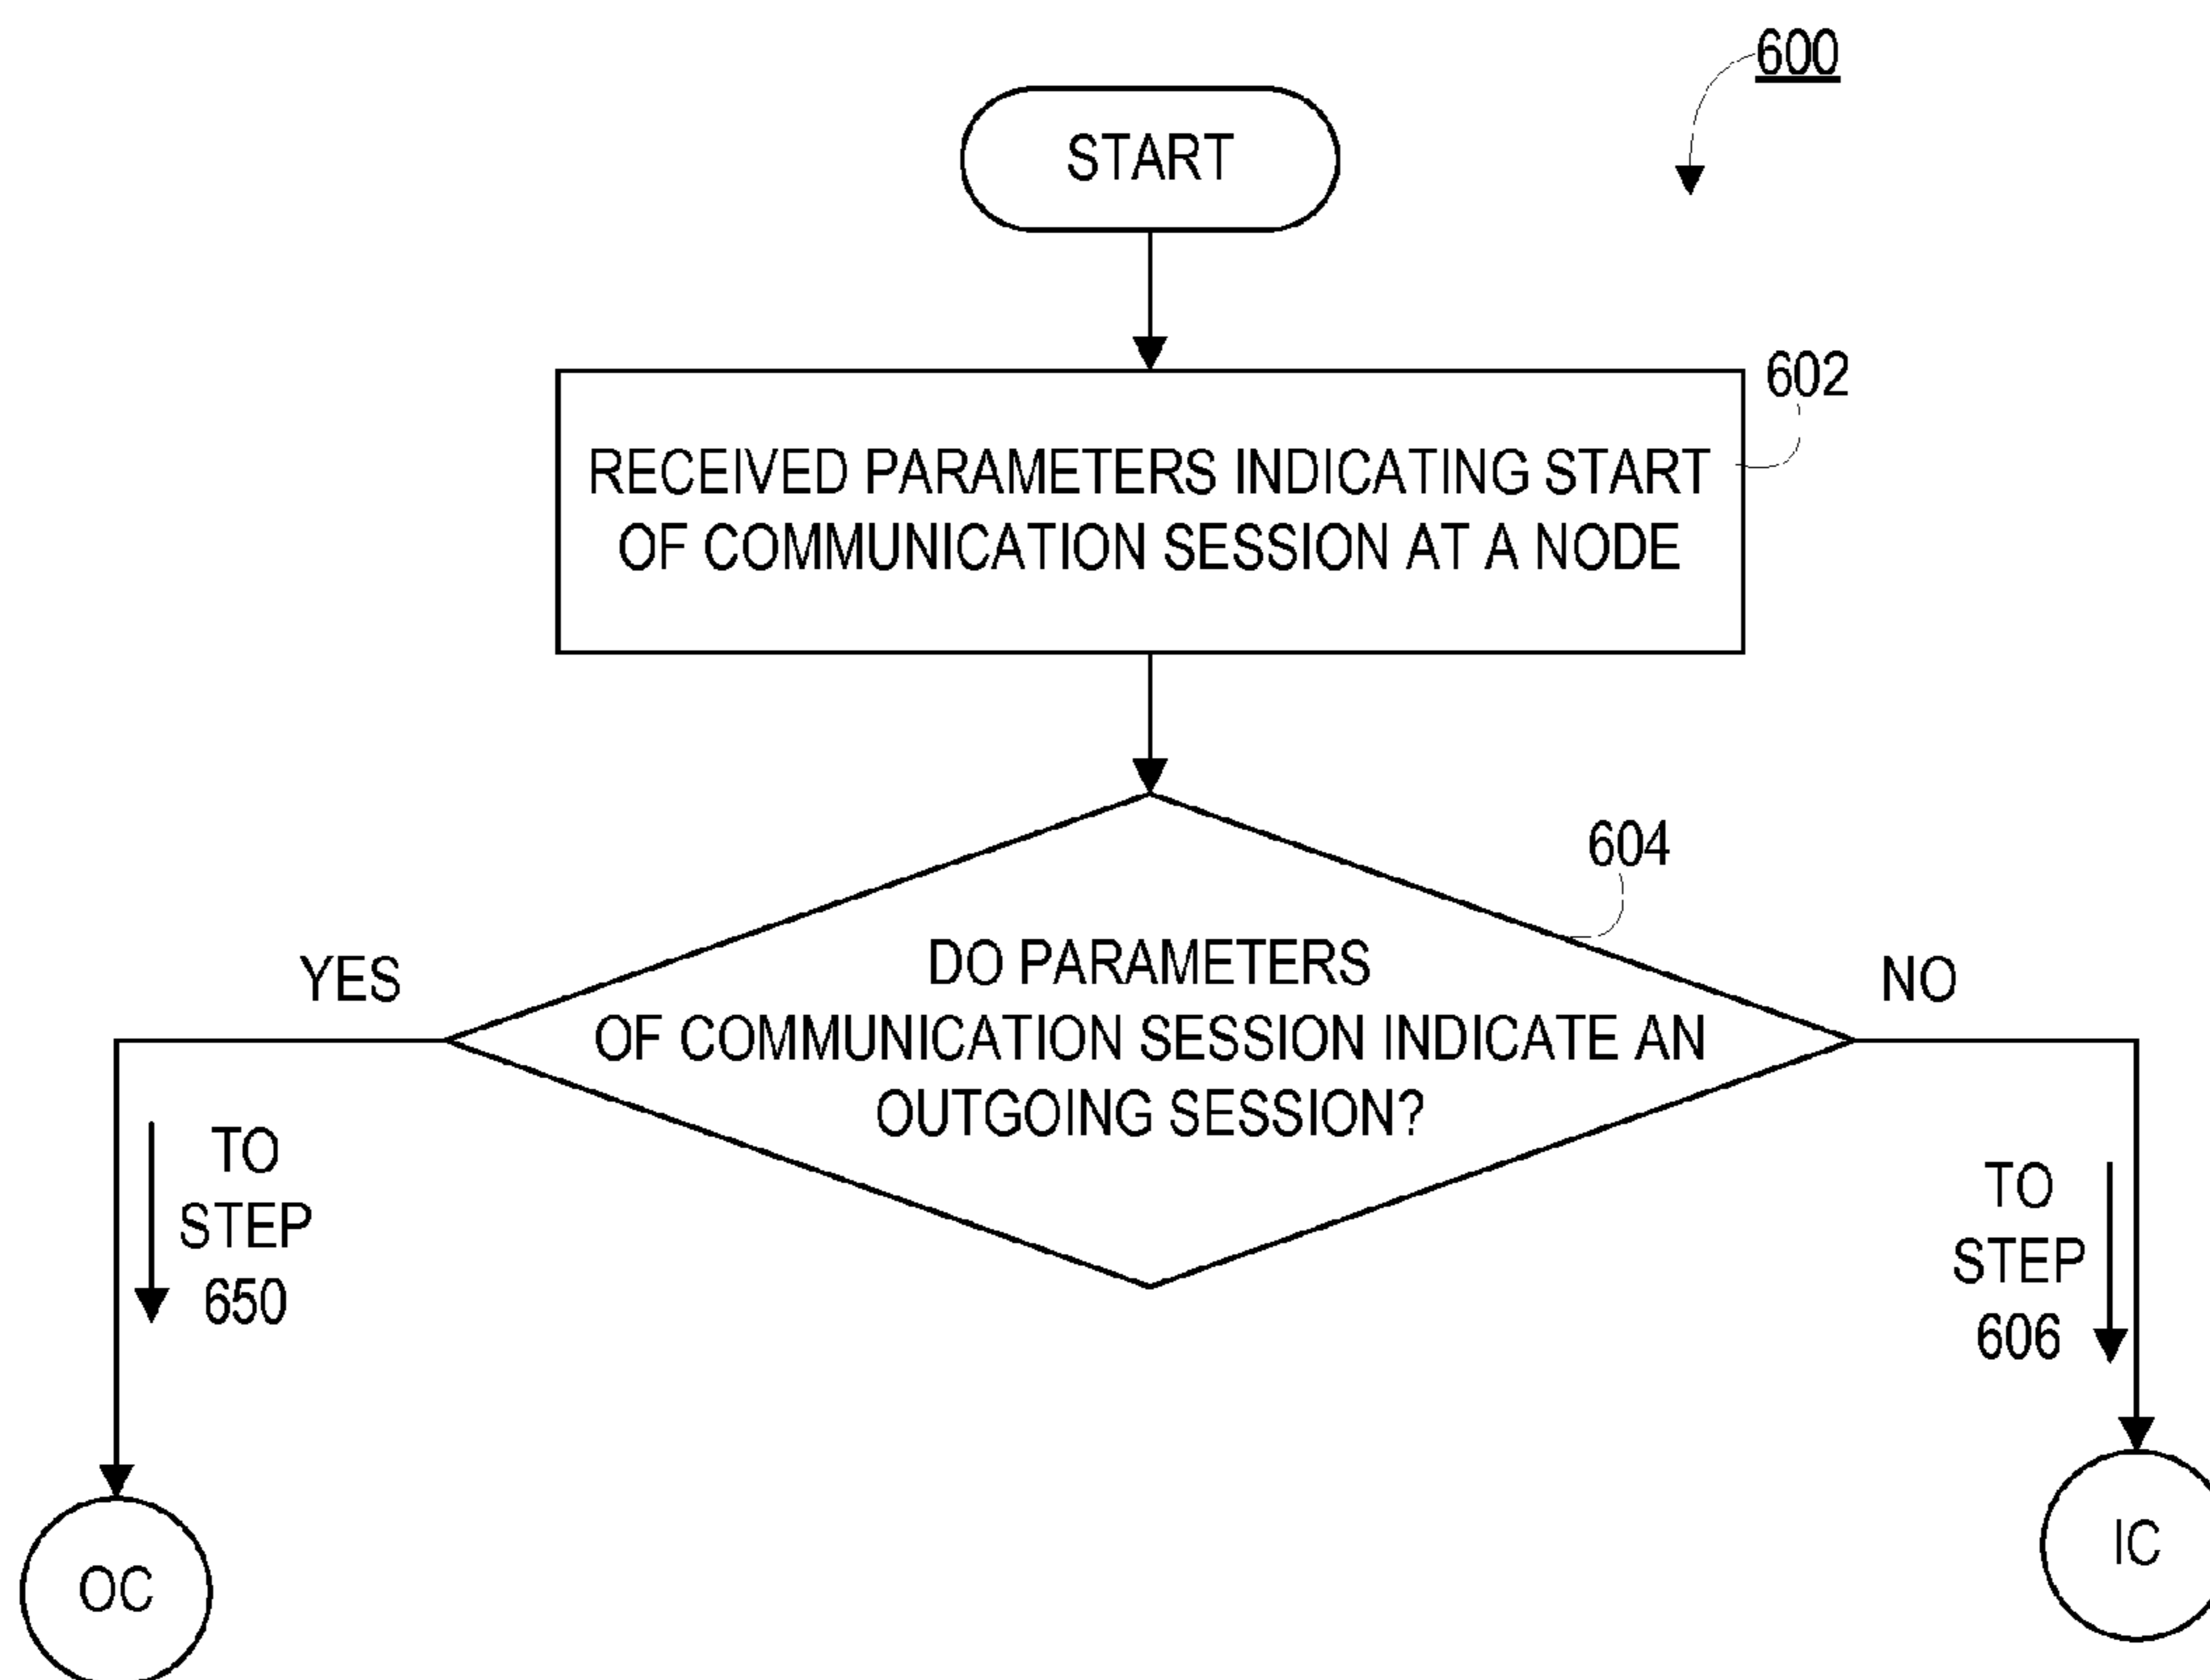 600
START
602
RECEIVED PARAMETERS INDICATING START
OF COMMUNICATION SESSION AT A NODE
604
DO PARAMETERS
OF COMMUNICATION SESSION INDICATE AN
OUTGOING SESSION?
YES
NO
TO
STEP
650
TO
STEP
606
OC
IC